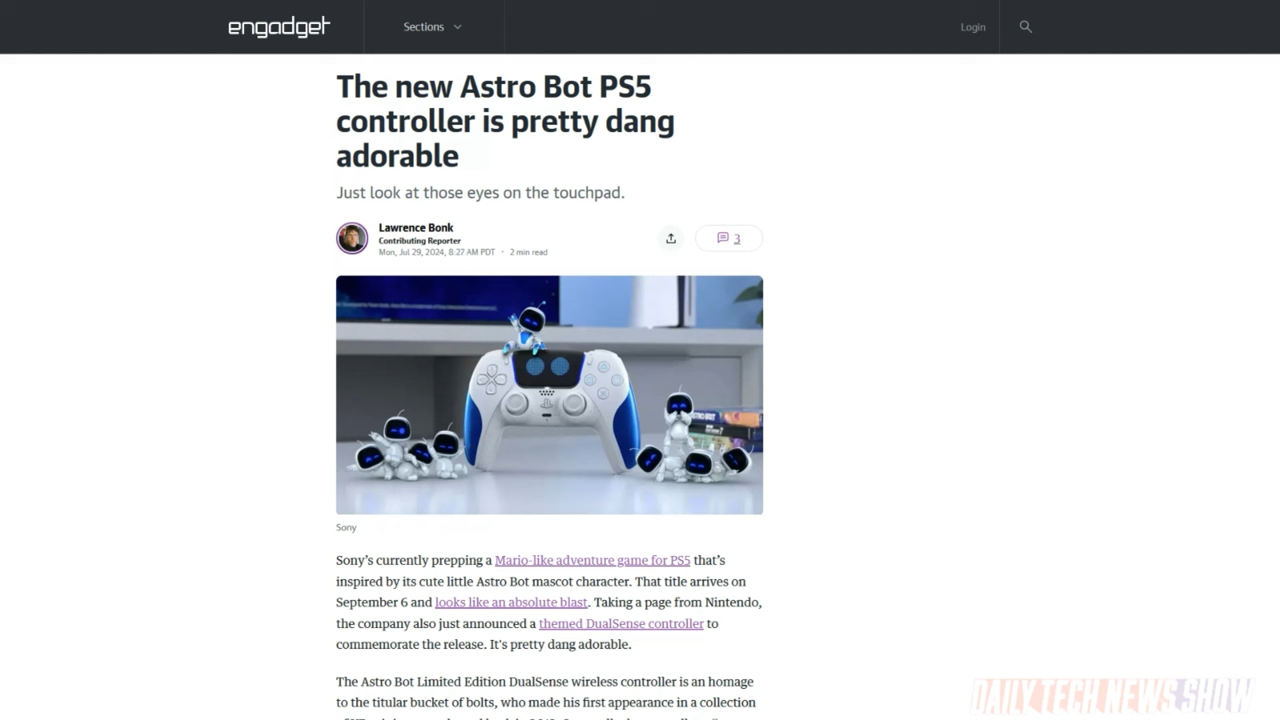 engadget
Sections
Login
The new Astro Bot PS5
controller is pretty dang
adorable
Just look at those eyes on the touchpad.
Lawrence Bonk
Contributing Reporter
Mon, Jul 29, 2024, 8:27 AM PDT • 2 min read
3
Sony
Sony’s currently prepping a Mario-like adventure game for PS5 that’s
inspired by its cute little Astro Bot mascot character. That title arrives on
September 6 and looks like an absolute blast. Taking a page from Nintendo,
the company also just announced a themed DualSense controller to
commemorate the release. It's pretty dang adorable.
The Astro Bot Limited Edition DualSense wireless controller is an homage
to the titular bucket of bolts, who made his first appearance in a collection
DAILY TECH NEWS SHOW